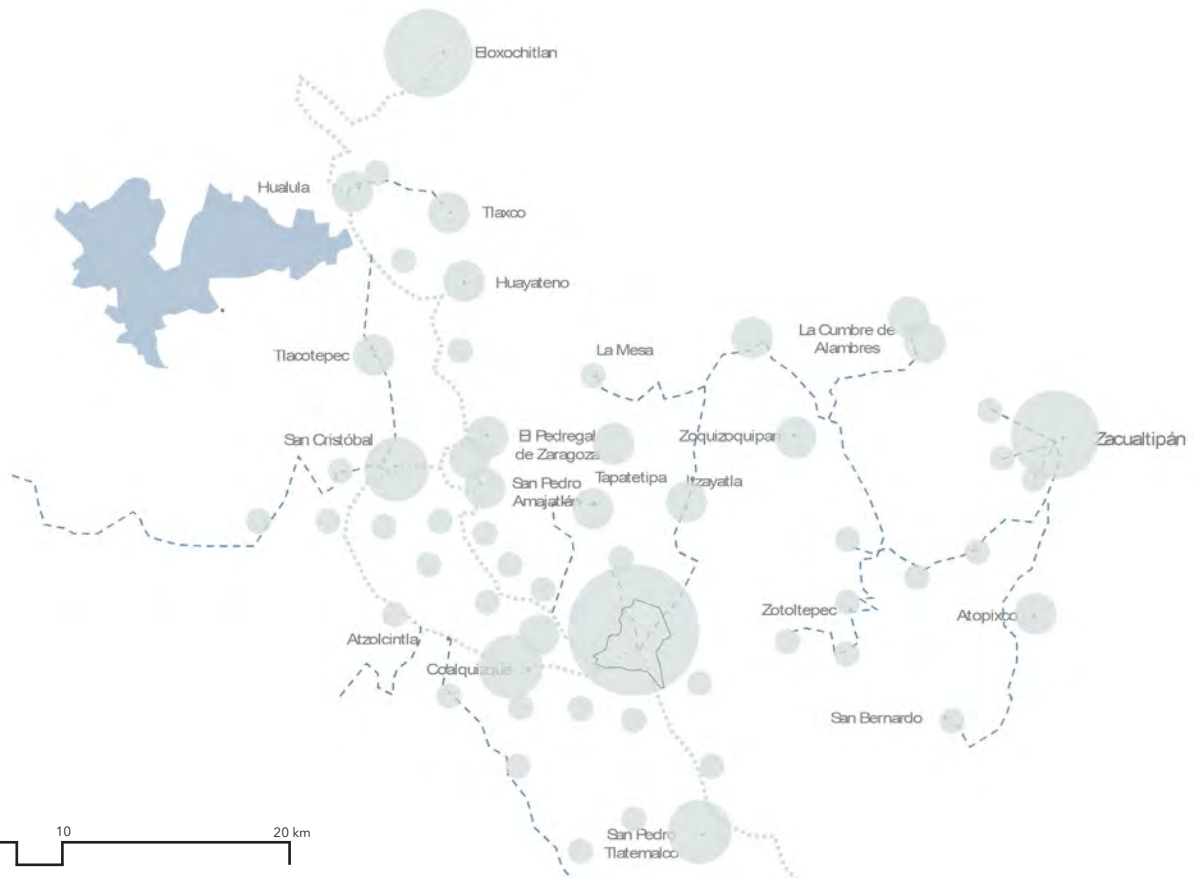 Eloxochitlan
Hualula
Tlaxco
Huayateno
La Cumbre de
Alambres
La Mesa
Tlacotepec
San Cristóbal
El Pedregal
de Zaragoza
Zoquizoquipan
Zacualtipán
Tapatetipa
Itzayatla
San Pedro
Amajatlán
Zotoltepec
Atopixco
Atzolcintla
Coalquizque
San Bernardo
San Pedro
Tlatemalco
10
20 km